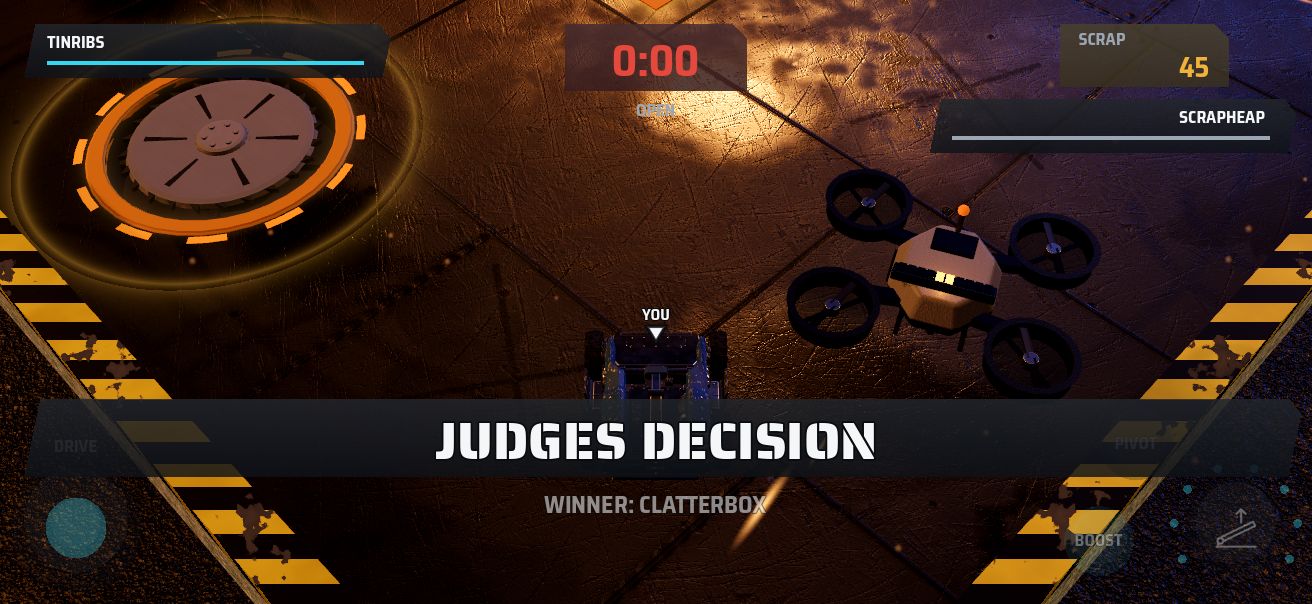 TINRIBS
0:00
OPEN
SCRAP
45
SCRAPHEAP
YOU
DRIVE
PIVOT
JUDGES DECISION
WINNER: CLATTERBOX
BOOST